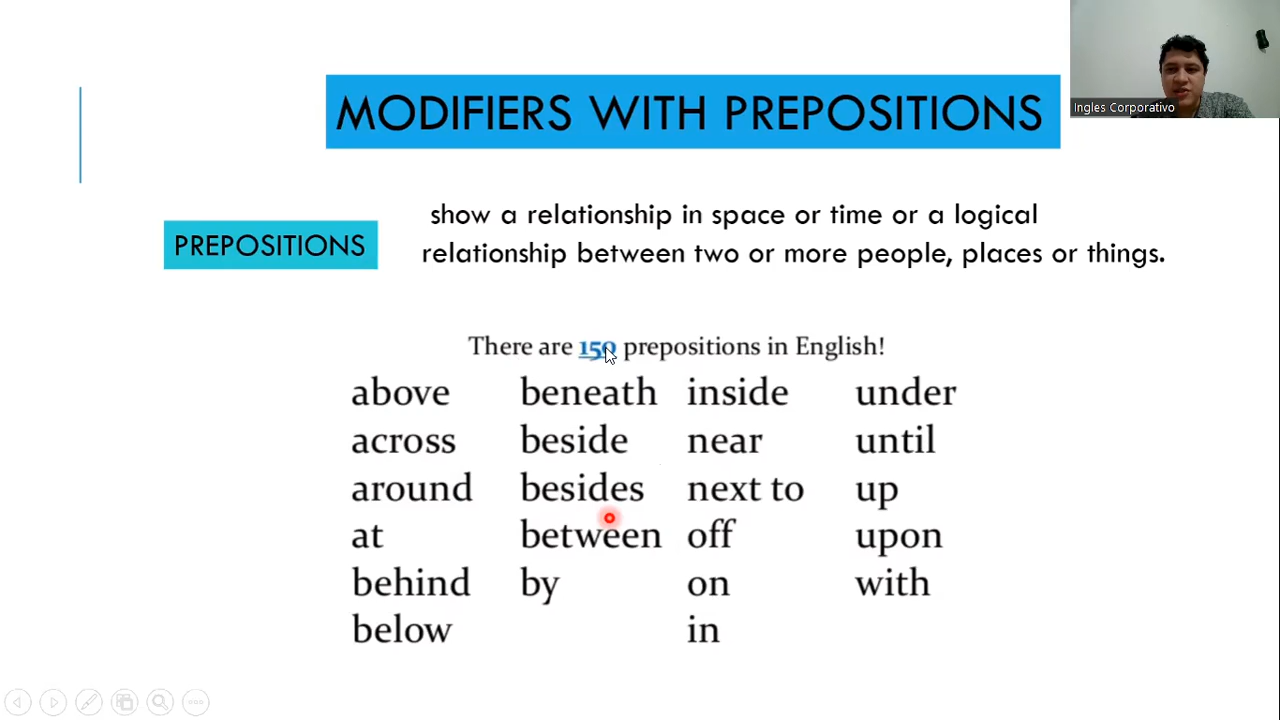 MODIFIERS WITH PREPOSITIONS
Ingles Corporativo
PREPOSITIONS
show a relationship in space or time or a logical
relationship between two or more people, places or things.
There are 150 prepositions in English!
above beneath inside under
across beside near until
around besides next to up
at between off upon
behind by on with
below in